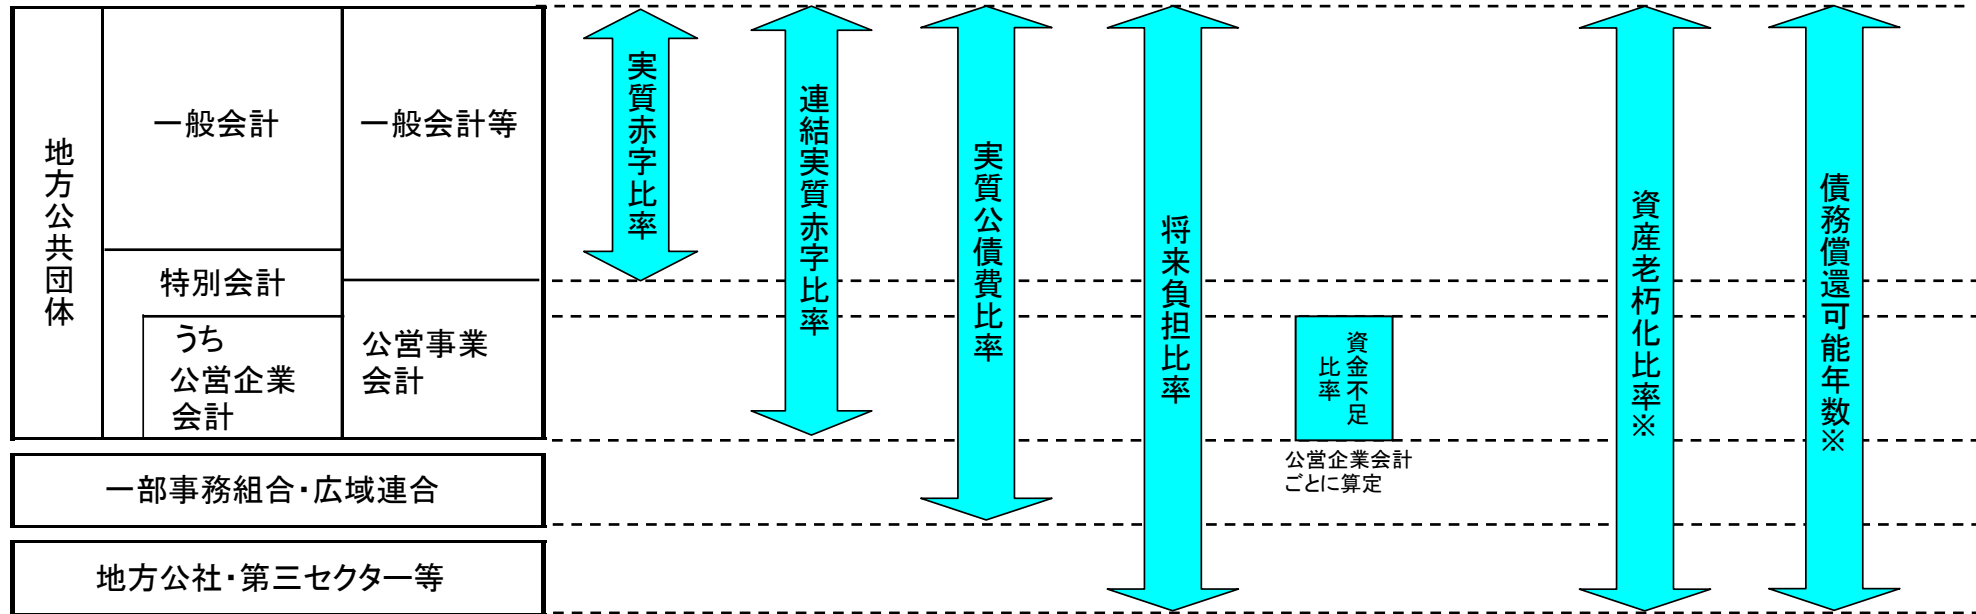 地方公共団体
一般会計
一般会計等
特別会計
うち
公営企業
会計
公営事業
会計
一部事務組合・広域連合
地方公社・第三セクター等
実質赤字比率
連結実質赤字比率
実質公債費比率
将来負担比率
資金不足
比率
公営企業会計
ごとに算定
資産老朽化比率※
債務償還可能年数※